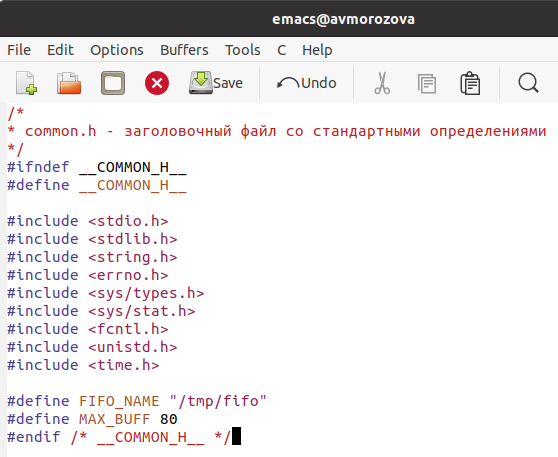 emacs@avmorozova
File Edit Options Buffers Tools C Help
Save Undo
/*
* common.h - заголовочный файл со стандартными определениями
*/
#ifndef __COMMON_H__
#define __COMMON_H__

#include <stdio.h>
#include <stdlib.h>
#include <string.h>
#include <errno.h>
#include <sys/types.h>
#include <sys/stat.h>
#include <fcntl.h>
#include <unistd.h>
#include <time.h>

#define FIFO_NAME "/tmp/fifo"
#define MAX_BUFF 80
#endif /* __COMMON_H__ */